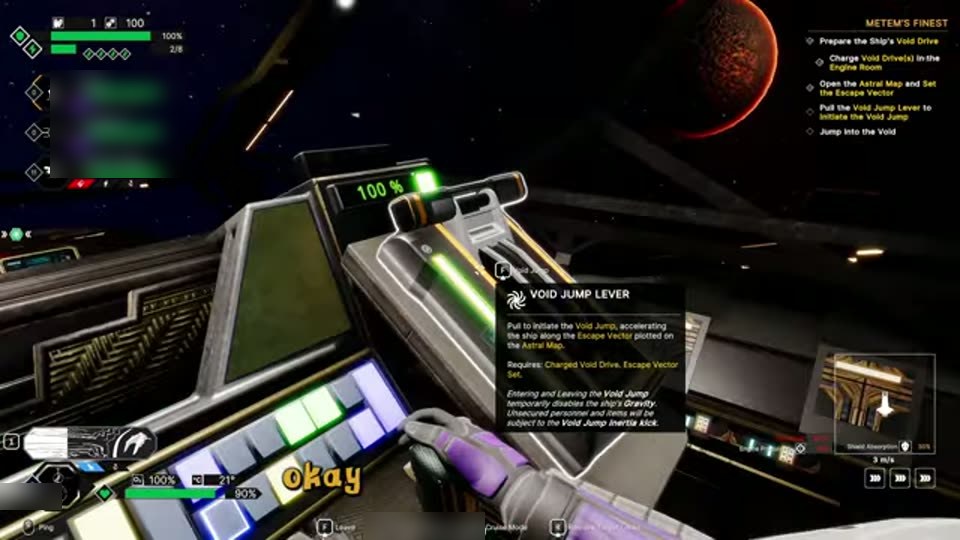 1 100
100%
2/8
METEM'S FINEST
Prepare the Ship's Void Drive
Charge Void Drive(s) in the
Engine Room
Open the Astral Map and Set
the Escape Vector
Pull the Void Jump Lever to
Initiate the Void Jump
Jump Into the Void
100 %
F Void Jump
VOID JUMP LEVER
Pull to initiate the Void Jump, accelerating
the ship along the Escape Vector plotted on
the Astral Map.
Requires: Charged Void Drive, Escape Vector
Set.
Entering and Leaving the Void Jump
temporarily disables the ship's Gravity.
Unsecured personnel and items will be
subject to the Void Jump inertia kick.
Shield Absorption
3 m/s
1
100% 21°
90%
okay
Ping
F Leave
Cruise Mode